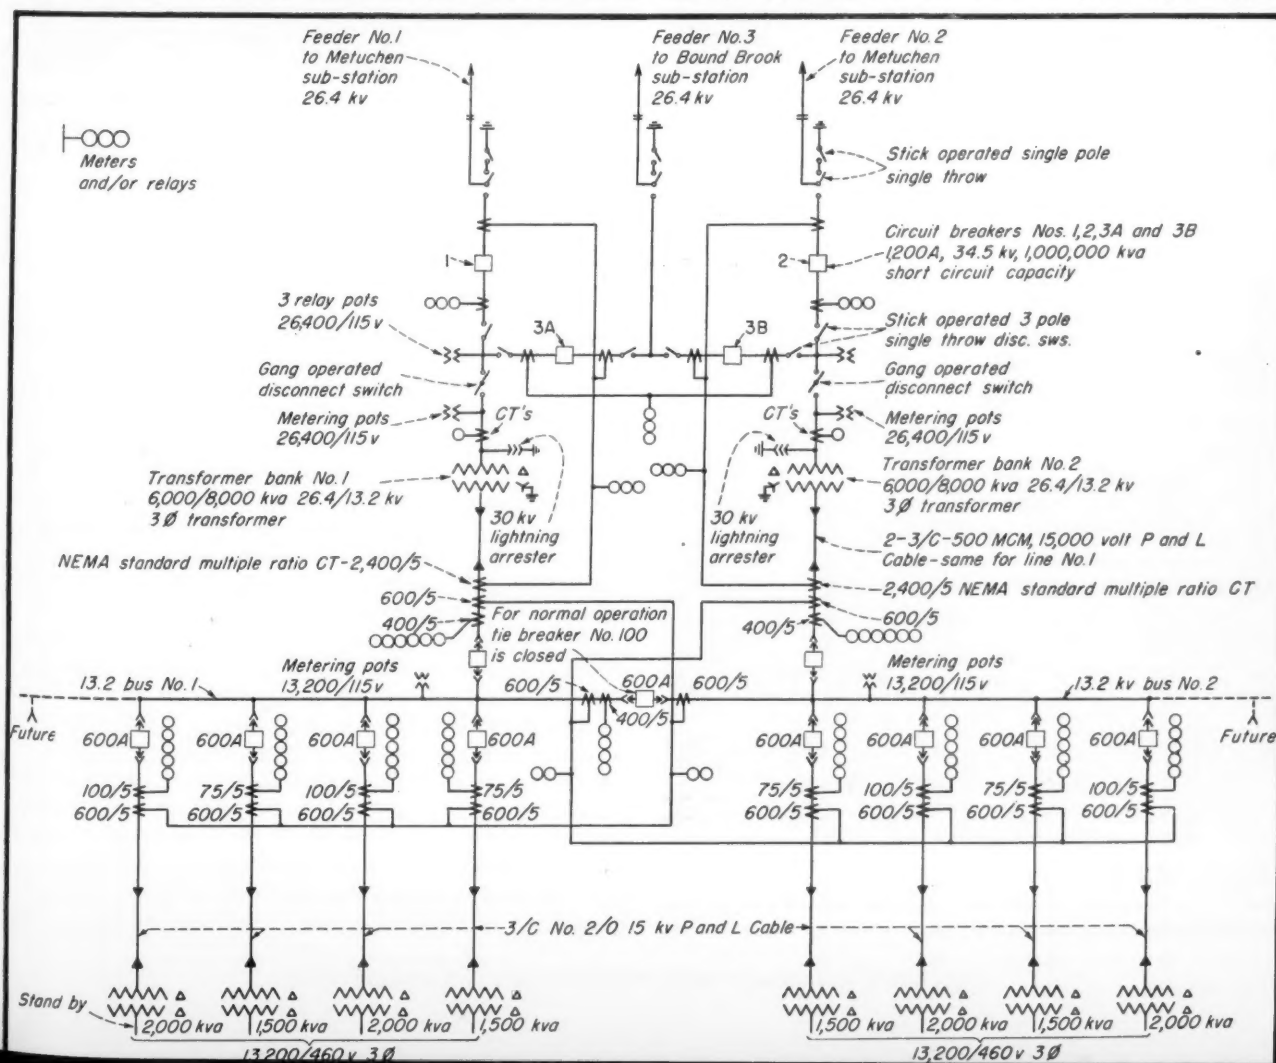 Feeder No.1
to Metuchen
sub-station
26.4 kv
Feeder No.3
to Bound Brook
sub-station
26.4 kv
Feeder No.2
to Metuchen
sub-station
26.4 kv
Meters
and/or relays
Stick operated single pole
single throw
Circuit breakers Nos. 1,2,3A and 3B
1,200A, 34.5 kv, 1,000,000 kva
short circuit capacity
1
2
3 relay pots
26,400/115 v
3A
3B
Stick operated 3 pole
single throw disc. sws.
Gang operated
disconnect switch
Gang operated
disconnect switch
Metering pots
26,400/115 v
CT's
CT's
Metering pots
26,400/115 v
Transformer bank No. 1
6,000/8,000 kva 26.4/13.2 kv
3 Ø transformer
Δ
Δ
Transformer bank No.2
6,000/8,000 kva 26.4/13.2 kv
3 Ø transformer
30 kv
lightning
arrester
30 kv
lightning
arrester
2-3/C-500 MCM, 15,000 volt P and L
Cable-same for line No.1
NEMA standard multiple ratio CT-2,400/5
2,400/5 NEMA standard multiple ratio CT
600/5
400/5
For normal operation
tie breaker No. 100
is closed
400/5
600/5
13.2 bus No.1
Metering pots
13,200/115 v
600/5
600A
600/5
400/5
Metering pots
13,200/115 v
13.2 kv bus No.2
Future
Future
600A 600A 600A 600A 600A 600A 600A 600A
100/5 75/5 100/5 75/5 75/5 100/5 75/5 100/5
600/5 600/5 600/5 600/5 600/5 600/5 600/5 600/5
3/C No. 2/0 15 kv P and L Cable
Δ Δ Δ Δ Δ Δ Δ Δ
Δ Δ Δ Δ Δ Δ Δ Δ
Stand by
2,000 kva 1,500 kva 2,000 kva 1,500 kva 1,500 kva 2,000 kva 1,500 kva 2,000 kva
13,200/460 v 3 Ø
13,200/460 v 3 Ø